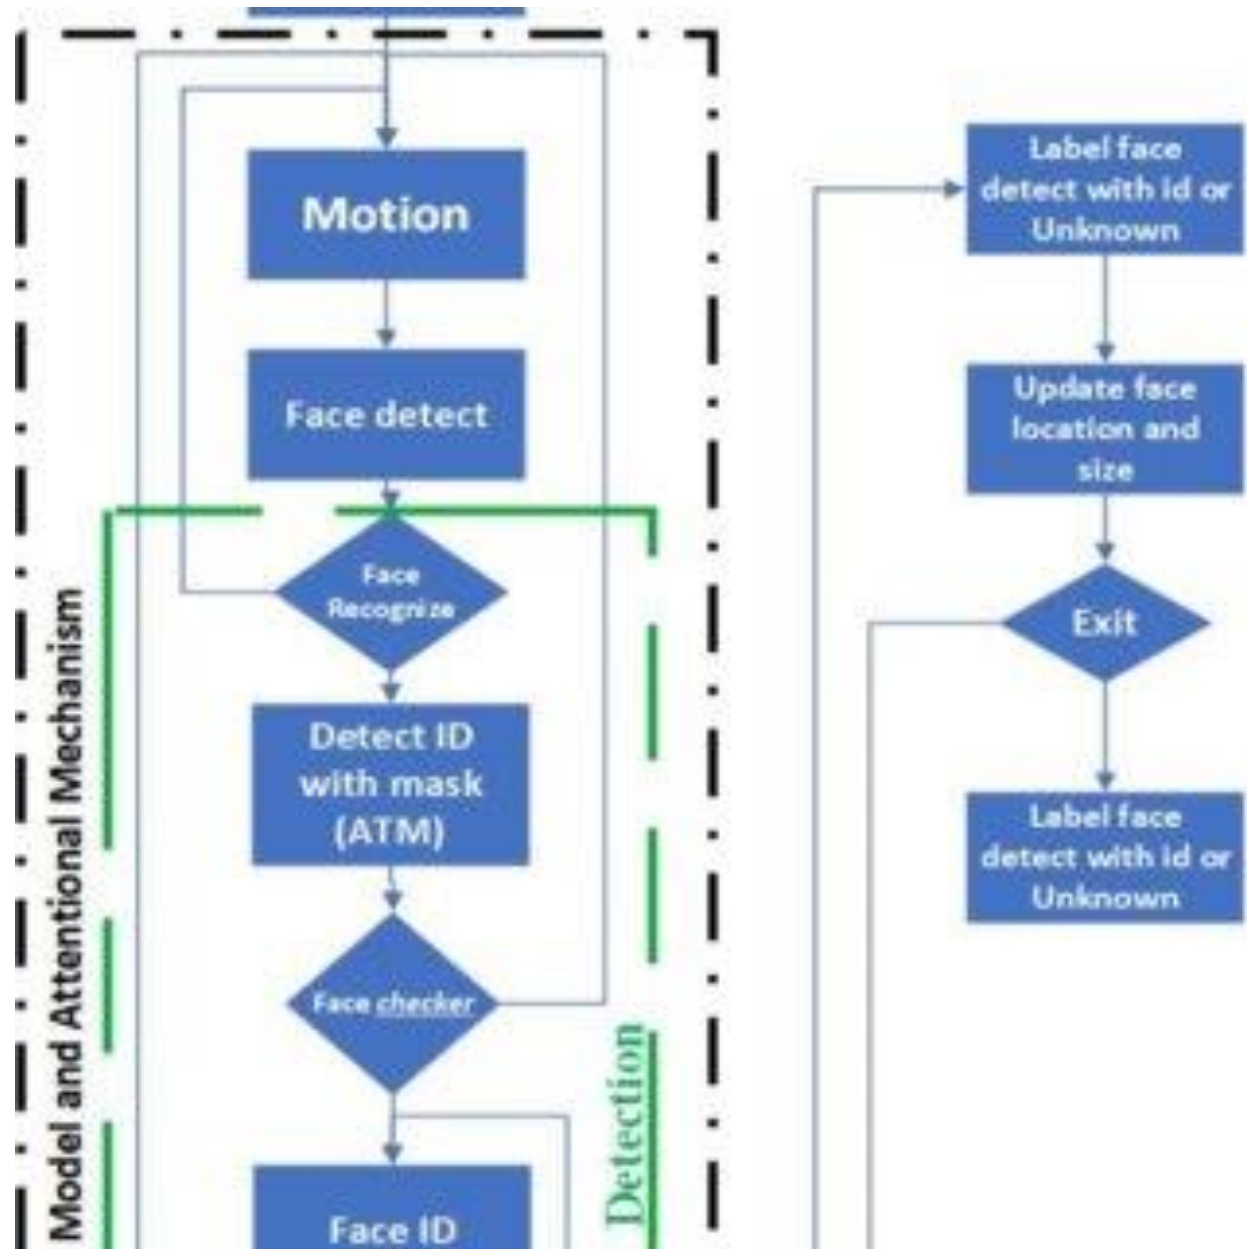 Motion
Face detect
Face
Recognize
Detect ID
with mask
(ATM)
Face checker
Face ID
Model and Attentional Mechanism
Detection
Label face
detect with id or
Unknown
Update face
location and
size
Exit
Label face
detect with id or
Unknown